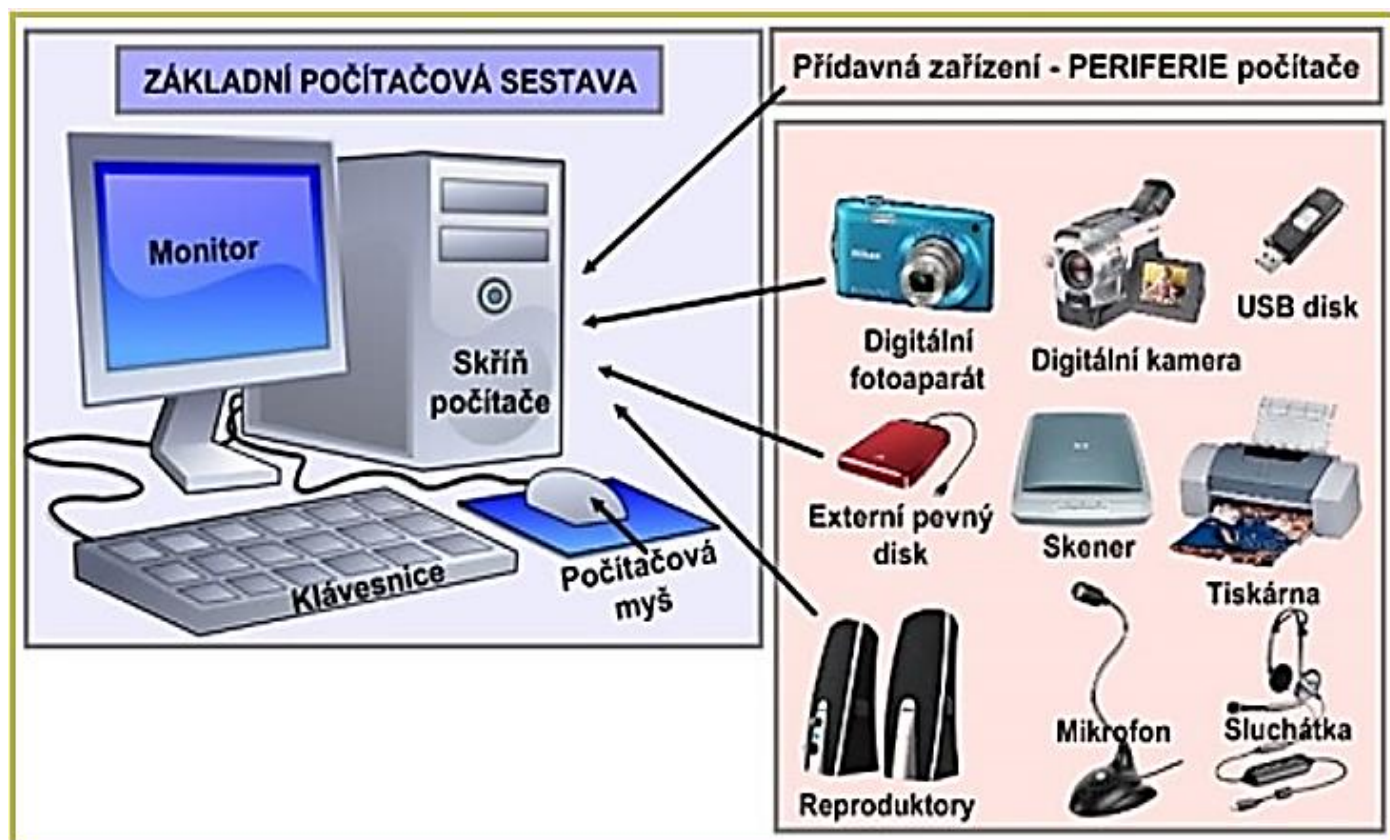 ZÁKLADNÍ POČÍTAČOVÁ SESTAVA
Monitor
Skříň
počítače
Klávesnice
Počítačová
myš
Přídavná zařízení - PERIFERIE počítače
Nikon
Digitální
fotoaparát
Digitální kamera
USB disk
Externí pevný
disk
Skener
Tiskárna
Reproduktory
Mikrofon
Sluchátka